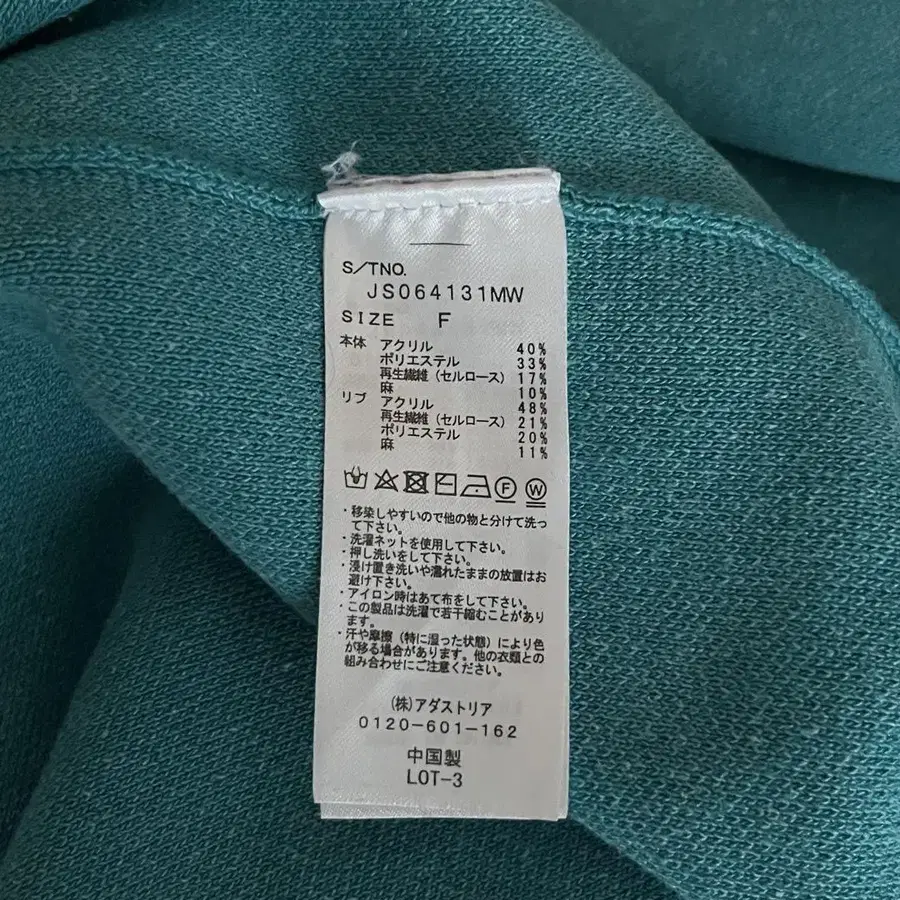 S/TNO.
JS064131MW
SIZE F
本体 アクリル 40%
ポリエステル 33%
再生繊維(セルロース) 17%
麻 10%
リブ アクリル 48%
再生繊維(セルロース) 21%
ポリエステル 20%
麻 11%
F W
・移染しやすいので他の物と分けて洗っ
て下さい。
・洗濯ネットを使用して下さい。
・押し洗いをして下さい。
・浸け置き洗いや濡れたままの放置はお
避け下さい。
・アイロン時はあて布をして下さい。
・この製品は洗濯で若干縮むことがあり
ます。
・汗や摩擦(特に湿った状態)により色
が移る場合があります。他の衣類との
組み合わせにご注意ください。
(株)アダストリア
0120-601-162
中国製
LOT-3